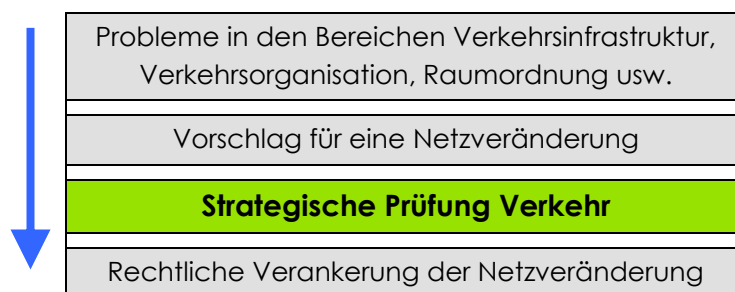 Probleme in den Bereichen Verkehrsinfrastruktur,
Verkehrsorganisation, Raumordnung usw.
Vorschlag für eine Netzveränderung
Strategische Prüfung Verkehr
Rechtliche Verankerung der Netzveränderung